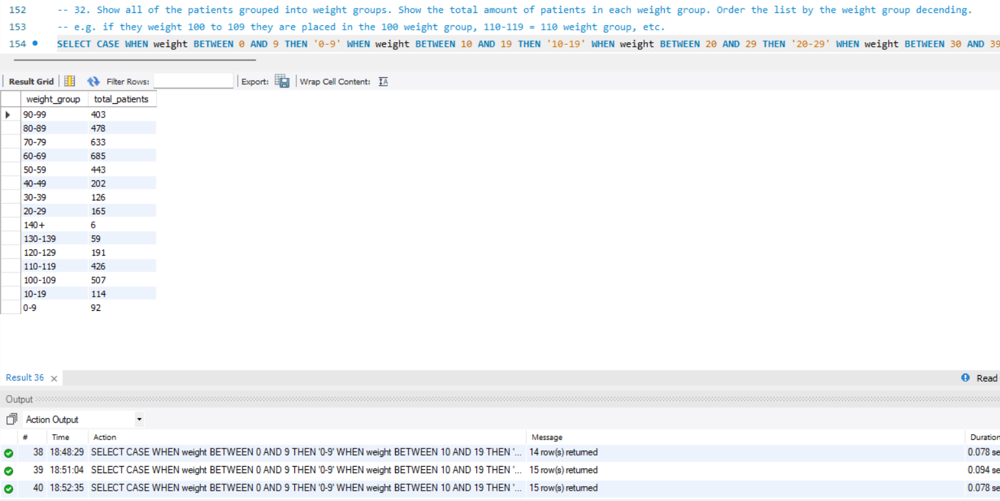 152 -- 32. Show all of the patients grouped into weight groups. Show the total amount of patients in each weight group. Order the list by the weight group decending.
153 -- e.g. if they weight 100 to 109 they are placed in the 100 weight group, 110-119 = 110 weight group, etc.
154 SELECT CASE WHEN weight BETWEEN 0 AND 9 THEN '0-9' WHEN weight BETWEEN 10 AND 19 THEN '10-19' WHEN weight BETWEEN 20 AND 29 THEN '20-29' WHEN weight BETWEEN 30 AND 39
Result Grid Filter Rows: Export: Wrap Cell Content: IA
weight_group total_patients
90-99 403
80-89 478
70-79 633
60-69 685
50-59 443
40-49 202
30-39 126
20-29 165
140+ 6
130-139 59
120-129 191
110-119 426
100-109 507
10-19 114
0-9 92
Result 36 × Read
Output
Action Output
# Time Action Message Duration
38 18:48:29 SELECT CASE WHEN weight BETWEEN 0 AND 9 THEN '0-9' WHEN weight BETWEEN 10 AND 19 THEN '... 14 row(s) returned 0.078 se
39 18:51:04 SELECT CASE WHEN weight BETWEEN 0 AND 9 THEN '0-9' WHEN weight BETWEEN 10 AND 19 THEN '... 15 row(s) returned 0.094 se
40 18:52:35 SELECT CASE WHEN weight BETWEEN 0 AND 9 THEN '0-9' WHEN weight BETWEEN 10 AND 19 THEN '... 15 row(s) returned 0.078 se